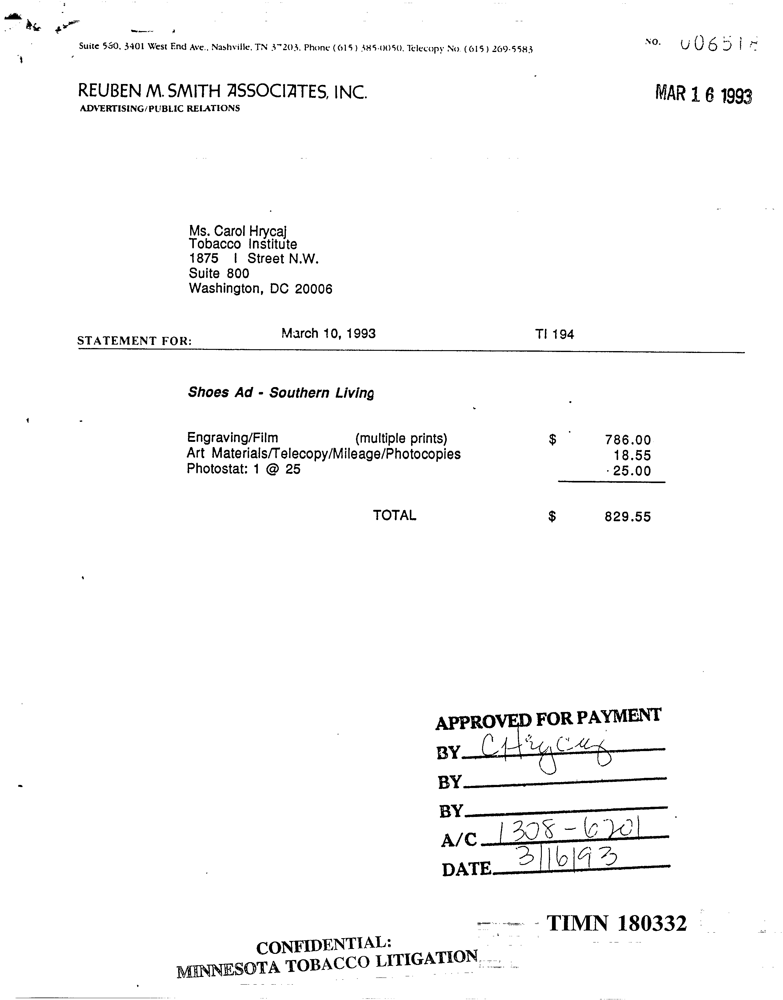 Suite 550, 3401 West End Ave., Nashville, TN 37203, Phone (615) 385-0050, Telecopy No. (615) 269-5583
NO.
REUBEN M. SMITH ASSOCIATES, INC.
MAR 16 1993
ADVERTISING/PUBLIC RELATIONS
Ms. Carol Hrycaj
Tobacco Institute
1875 I Street N.W.
Suite 800
Washington, DC 20006
STATEMENT FOR: March 10, 1993 TI 194
Shoes Ad - Southern Living
Engraving/Film (multiple prints) $ 786.00
Art Materials/Telecopy/Mileage/Photocopies 18.55
Photostat: 1 @ 25 25.00
TOTAL $ 829.55
APPROVED FOR PAYMENT
BY CHrycaj
BY
BY
A/C 1308-6201
DATE 3/16/93
TIMN 180332
CONFIDENTIAL:
MINNESOTA TOBACCO LITIGATION